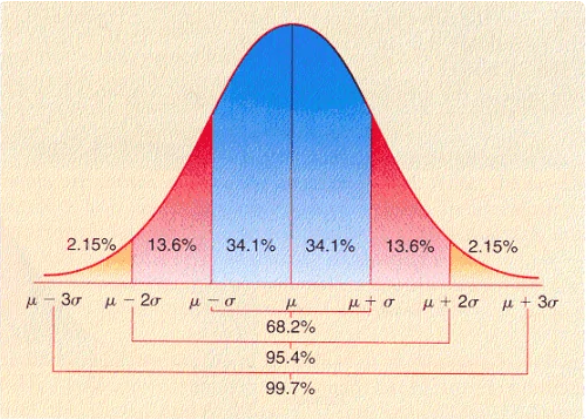 2.15% 13.6% 34.1% 34.1% 13.6% 2.15%
μ − 3σ μ − 2σ μ − σ μ μ + σ μ + 2σ μ + 3σ
68.2%
95.4%
99.7%